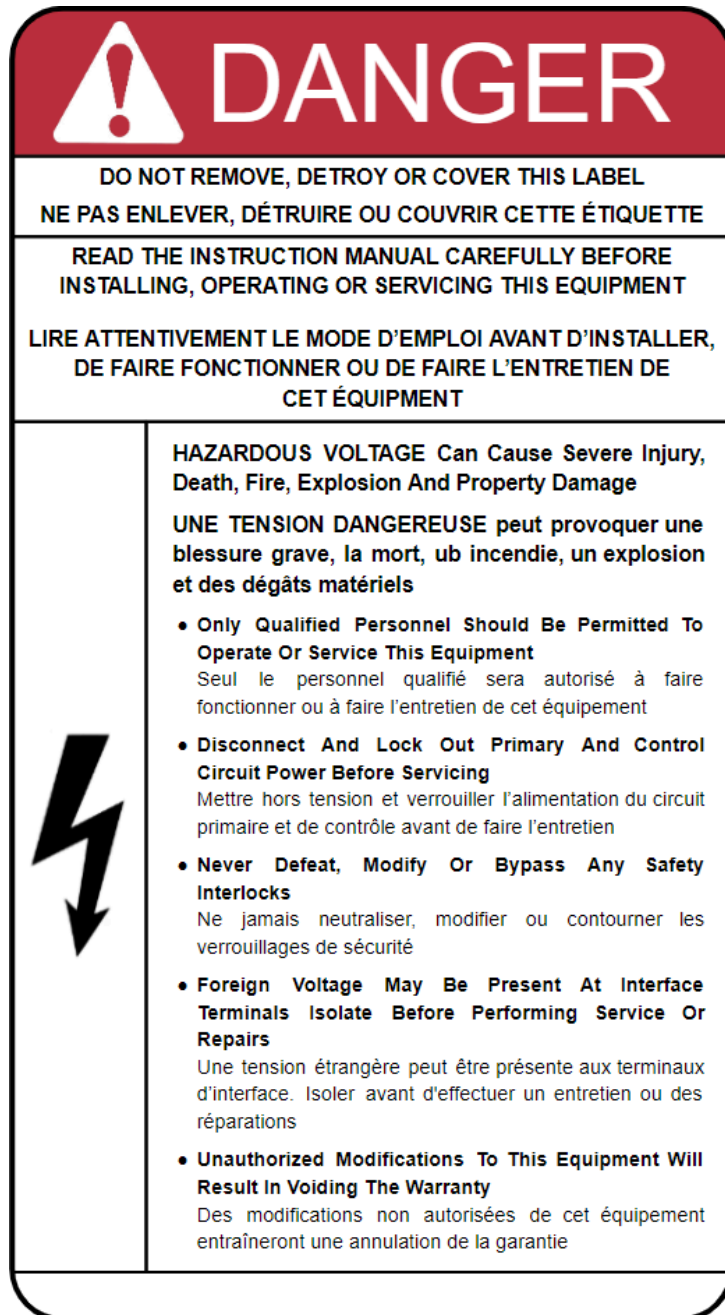 DANGER
DO NOT REMOVE, DETROY OR COVER THIS LABEL
NE PAS ENLEVER, DÉTRUIRE OU COUVRIR CETTE ÉTIQUETTE
READ THE INSTRUCTION MANUAL CAREFULLY BEFORE
INSTALLING, OPERATING OR SERVICING THIS EQUIPMENT
LIRE ATTENTIVEMENT LE MODE D’EMPLOI AVANT D’INSTALLER,
DE FAIRE FONCTIONNER OU DE FAIRE L’ENTRETIEN DE
CET ÉQUIPMENT
HAZARDOUS VOLTAGE Can Cause Severe Injury,
Death, Fire, Explosion And Property Damage
UNE TENSION DANGEREUSE peut provoquer une
blessure grave, la mort, ub incendie, un explosion
et des dégâts matériels
• Only Qualified Personnel Should Be Permitted To
Operate Or Service This Equipment
Seul le personnel qualifié sera autorisé à faire
fonctionner ou à faire l’entretien de cet équipement
• Disconnect And Lock Out Primary And Control
Circuit Power Before Servicing
Mettre hors tension et verrouiller l’alimentation du circuit
primaire et de contrôle avant de faire l’entretien
• Never Defeat, Modify Or Bypass Any Safety
Interlocks
Ne jamais neutraliser, modifier ou contourner les
verrouillages de sécurité
• Foreign Voltage May Be Present At Interface
Terminals Isolate Before Performing Service Or
Repairs
Une tension étrangère peut être présente aux terminaux
d’interface. Isoler avant d'effectuer un entretien ou des
réparations
• Unauthorized Modifications To This Equipment Will
Result In Voiding The Warranty
Des modifications non autorisées de cet équipement
entraîneront une annulation de la garantie